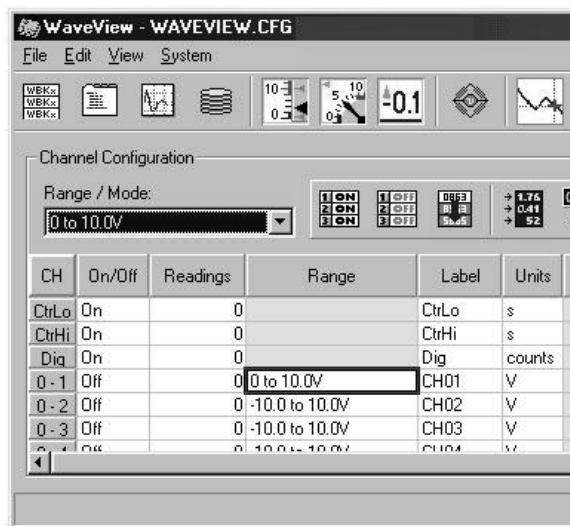 WaveView - WAVEVIEW.CFG
File Edit View System
WBKx
WBKx
WBKx
10
0
5 10
0
-0.1
Channel Configuration
Range / Mode:
0 to 10.0V
1 ON
2 ON
3 ON
1 OFF
2 OFF
3 OFF
1.76
0.41
52
CH On/Off Readings Range Label Units
CtrLo On 0 CtrLo s
CtrHi On 0 CtrHi s
Dig On 0 Dig counts
0 - 1 Off 0 0 to 10.0V CH01 V
0 - 2 Off 0 -10.0 to 10.0V CH02 V
0 - 3 Off 0 -10.0 to 10.0V CH03 V